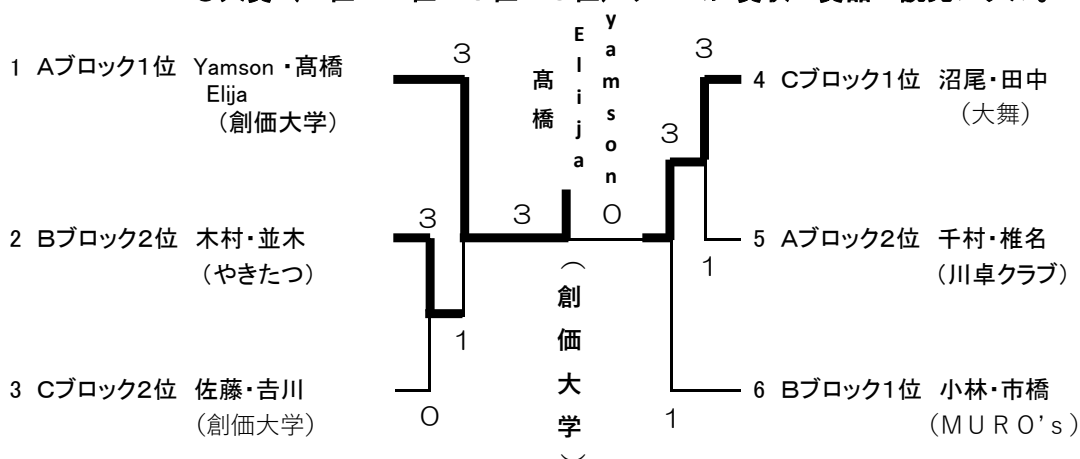 3
3
1 Aブロック1位 Yamson・髙橋
Elija
（創価大学）
髙橋
Elija
yamson
4 Cブロック1位 沼尾・田中
（大舞）
3
3
3
0
2 Bブロック2位 木村・並木
（やきたつ）
5 Aブロック2位 千村・椎名
（川卓クラブ）
1
1
（創価大学）
3 Cブロック2位 佐藤・𠮷川
（創価大学）
0
1
6 Bブロック1位 小林・市橋
（ＭＵＲＯ’ｓ）